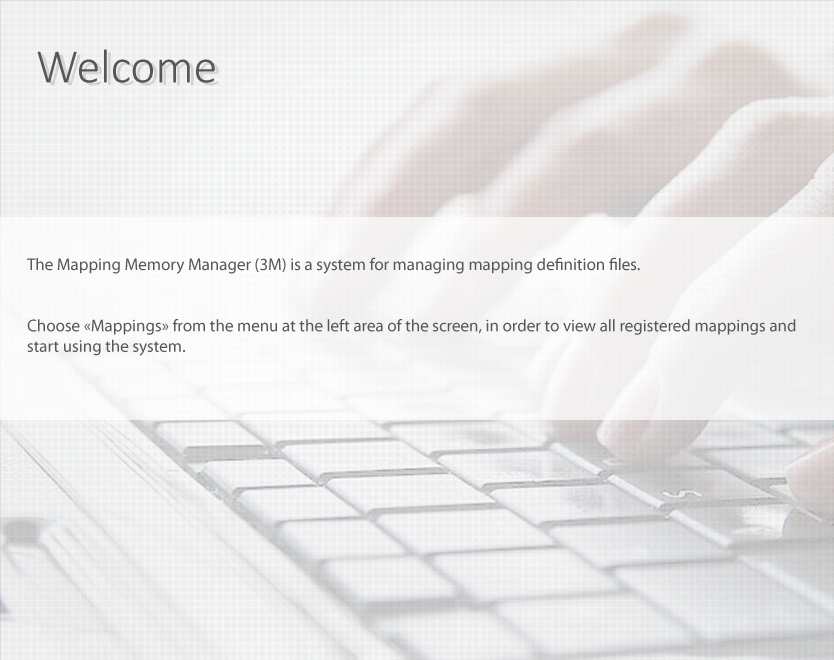 Welcome
The Mapping Memory Manager (3M) is a system for managing mapping definition files.
Choose «Mappings» from the menu at the left area of the screen, in order to view all registered mappings and
start using the system.